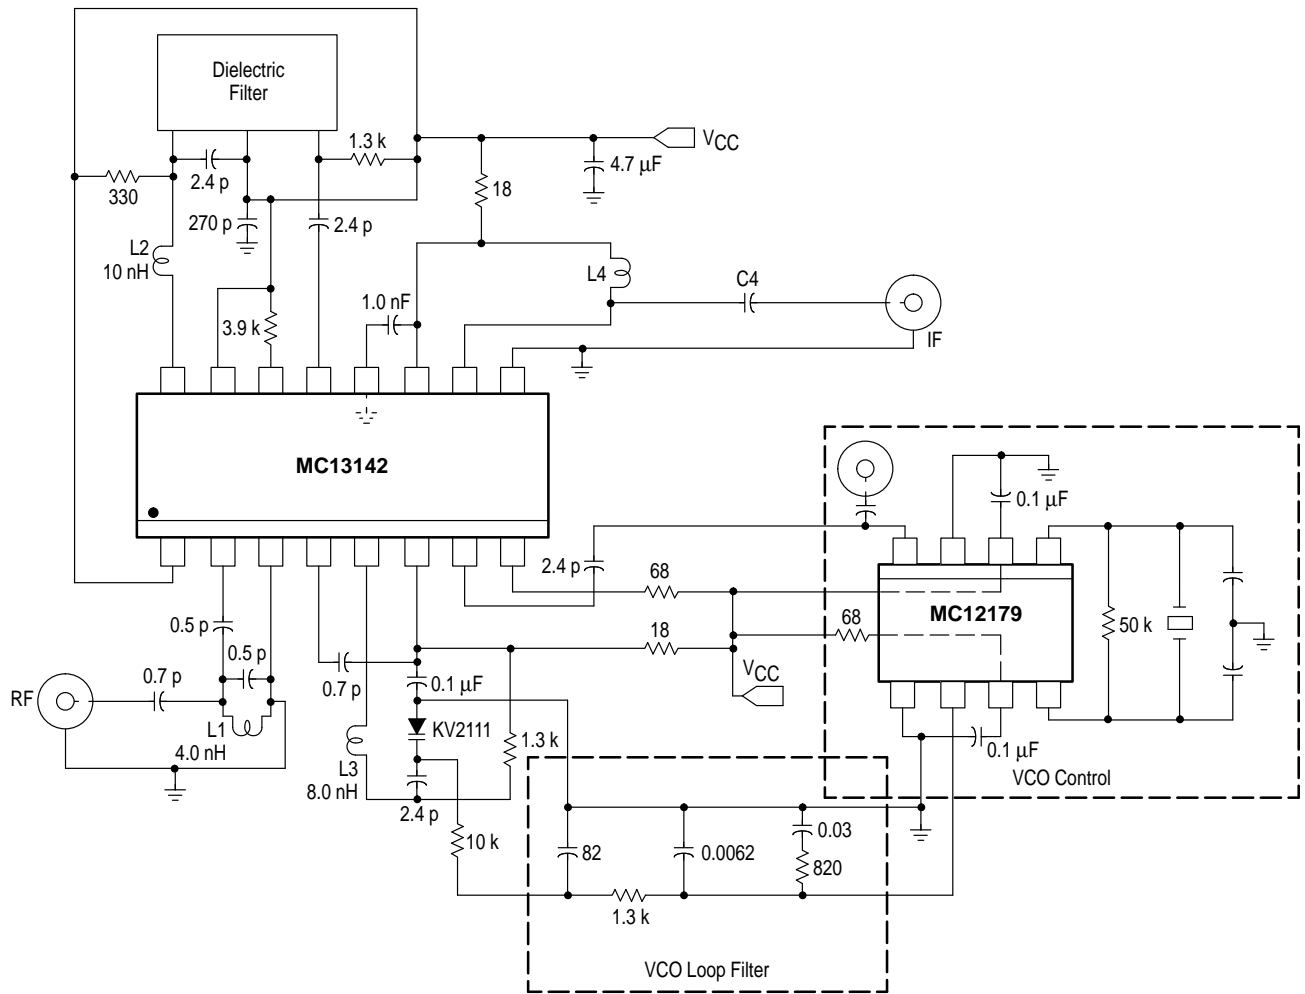 Dielectric
Filter
1.3 k
VCC
4.7 µF
2.4 p
330
18
270 p
2.4 p
L2
10 nH
L4
C4
1.0 nF
3.9 k
IF
MC13142
0.1 µF
2.4 p
68
MC12179
68
50 k
0.5 p
18
0.5 p
VCC
0.7 p
0.7 p
0.1 µF
RF
L1
4.0 nH
KV2111
1.3 k
0.1 µF
L3
8.0 nH
VCO Control
2.4 p
10 k
82
0.0062
0.03
820
1.3 k
VCO Loop Filter